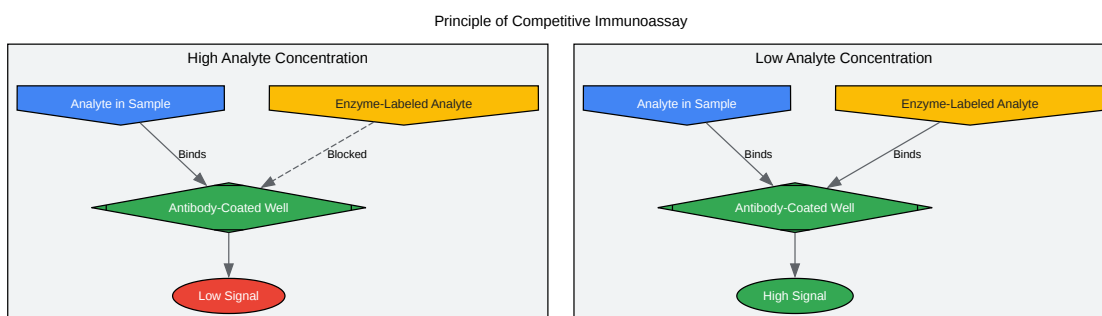 Principle of Competitive Immunoassay
High Analyte Concentration
Analyte in Sample
Enzyme-Labeled Analyte
Binds
Blocked
Antibody-Coated Well
Low Signal
Low Analyte Concentration
Analyte in Sample
Enzyme-Labeled Analyte
Binds
Binds
Antibody-Coated Well
High Signal